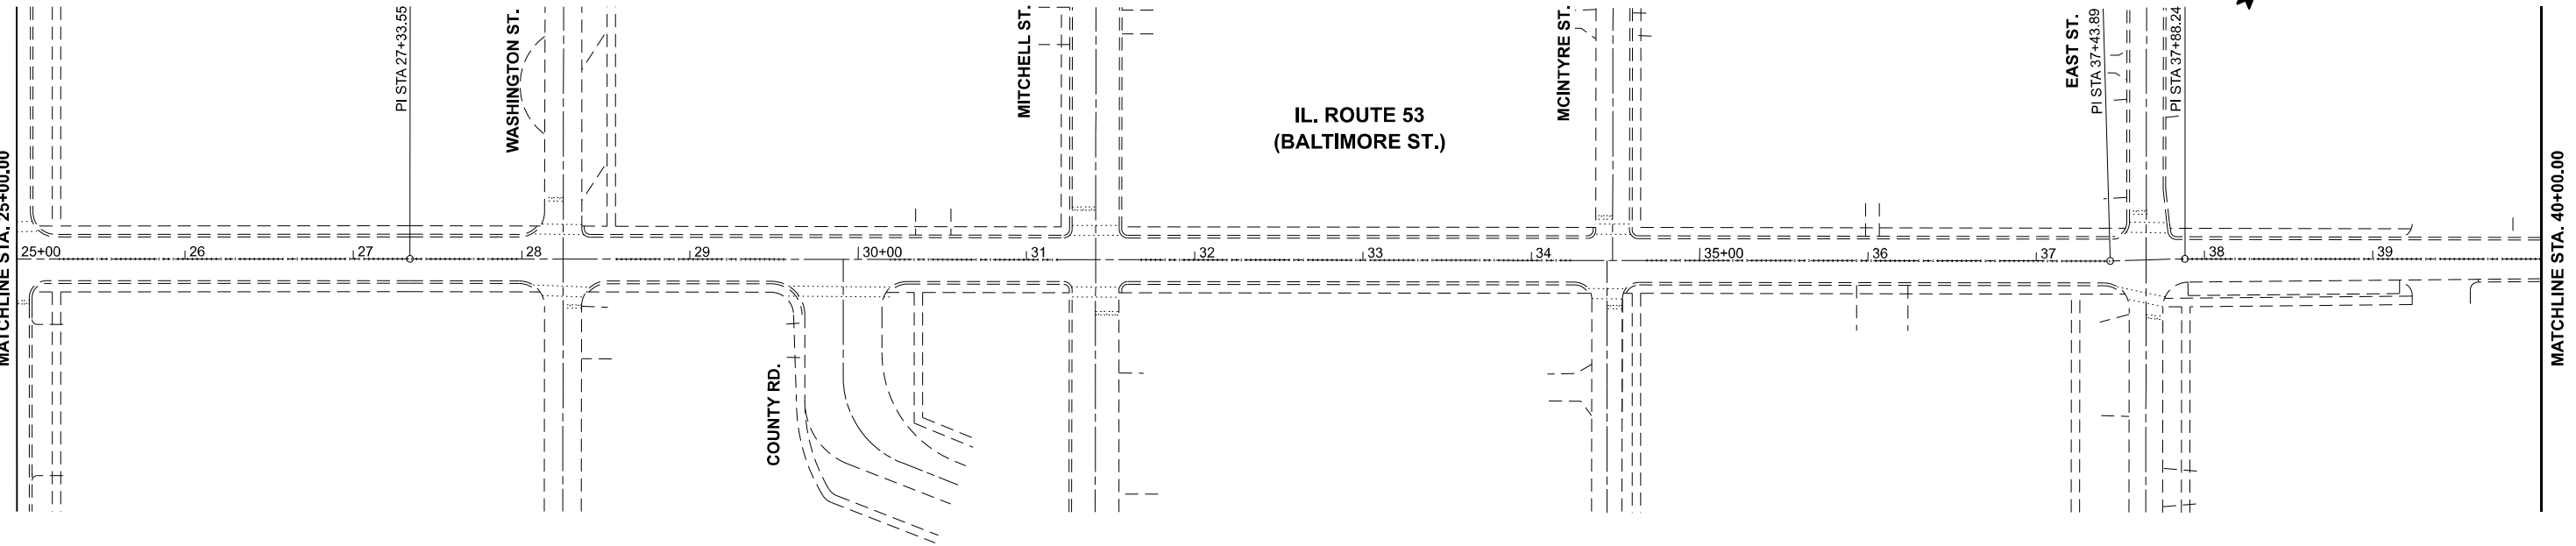 MATCHLINE STA. 25+00.00
PI STA 27+33.55
WASHINGTON ST.
MITCHELL ST.
IL. ROUTE 53
(BALTIMORE ST.)
MCINTYRE ST.
EAST ST.
PI STA 37+43.89
PI STA 37+88.24
MATCHLINE STA. 40+00.00
25+00
26
27
28
29
30+00
31
32
33
34
35+00
36
37
38
39
COUNTY RD.